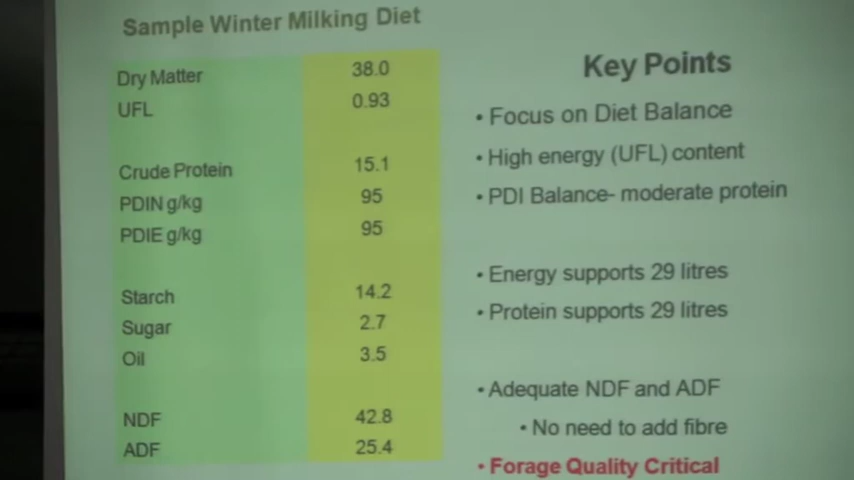 Sample Winter Milking Diet
Dry Matter 38.0
UFL 0.93
Crude Protein 15.1
PDIN g/kg 95
PDIE g/kg 95
Starch 14.2
Sugar 2.7
Oil 3.5
NDF 42.8
ADF 25.4
Key Points
• Focus on Diet Balance
• High energy (UFL) content
• PDI Balance- moderate protein
• Energy supports 29 litres
• Protein supports 29 litres
• Adequate NDF and ADF
• No need to add fibre
• Forage Quality Critical